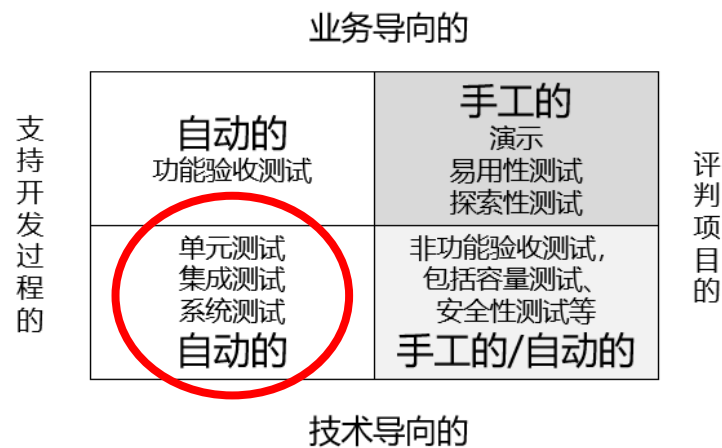 业务导向的
支持开发过程的
自动的
功能验收测试
手工的
演示
易用性测试
探索性测试
评判项目的
单元测试
集成测试
系统测试
自动的
非功能验收测试,
包括容量测试、
安全性测试等
手工的/自动的
技术导向的